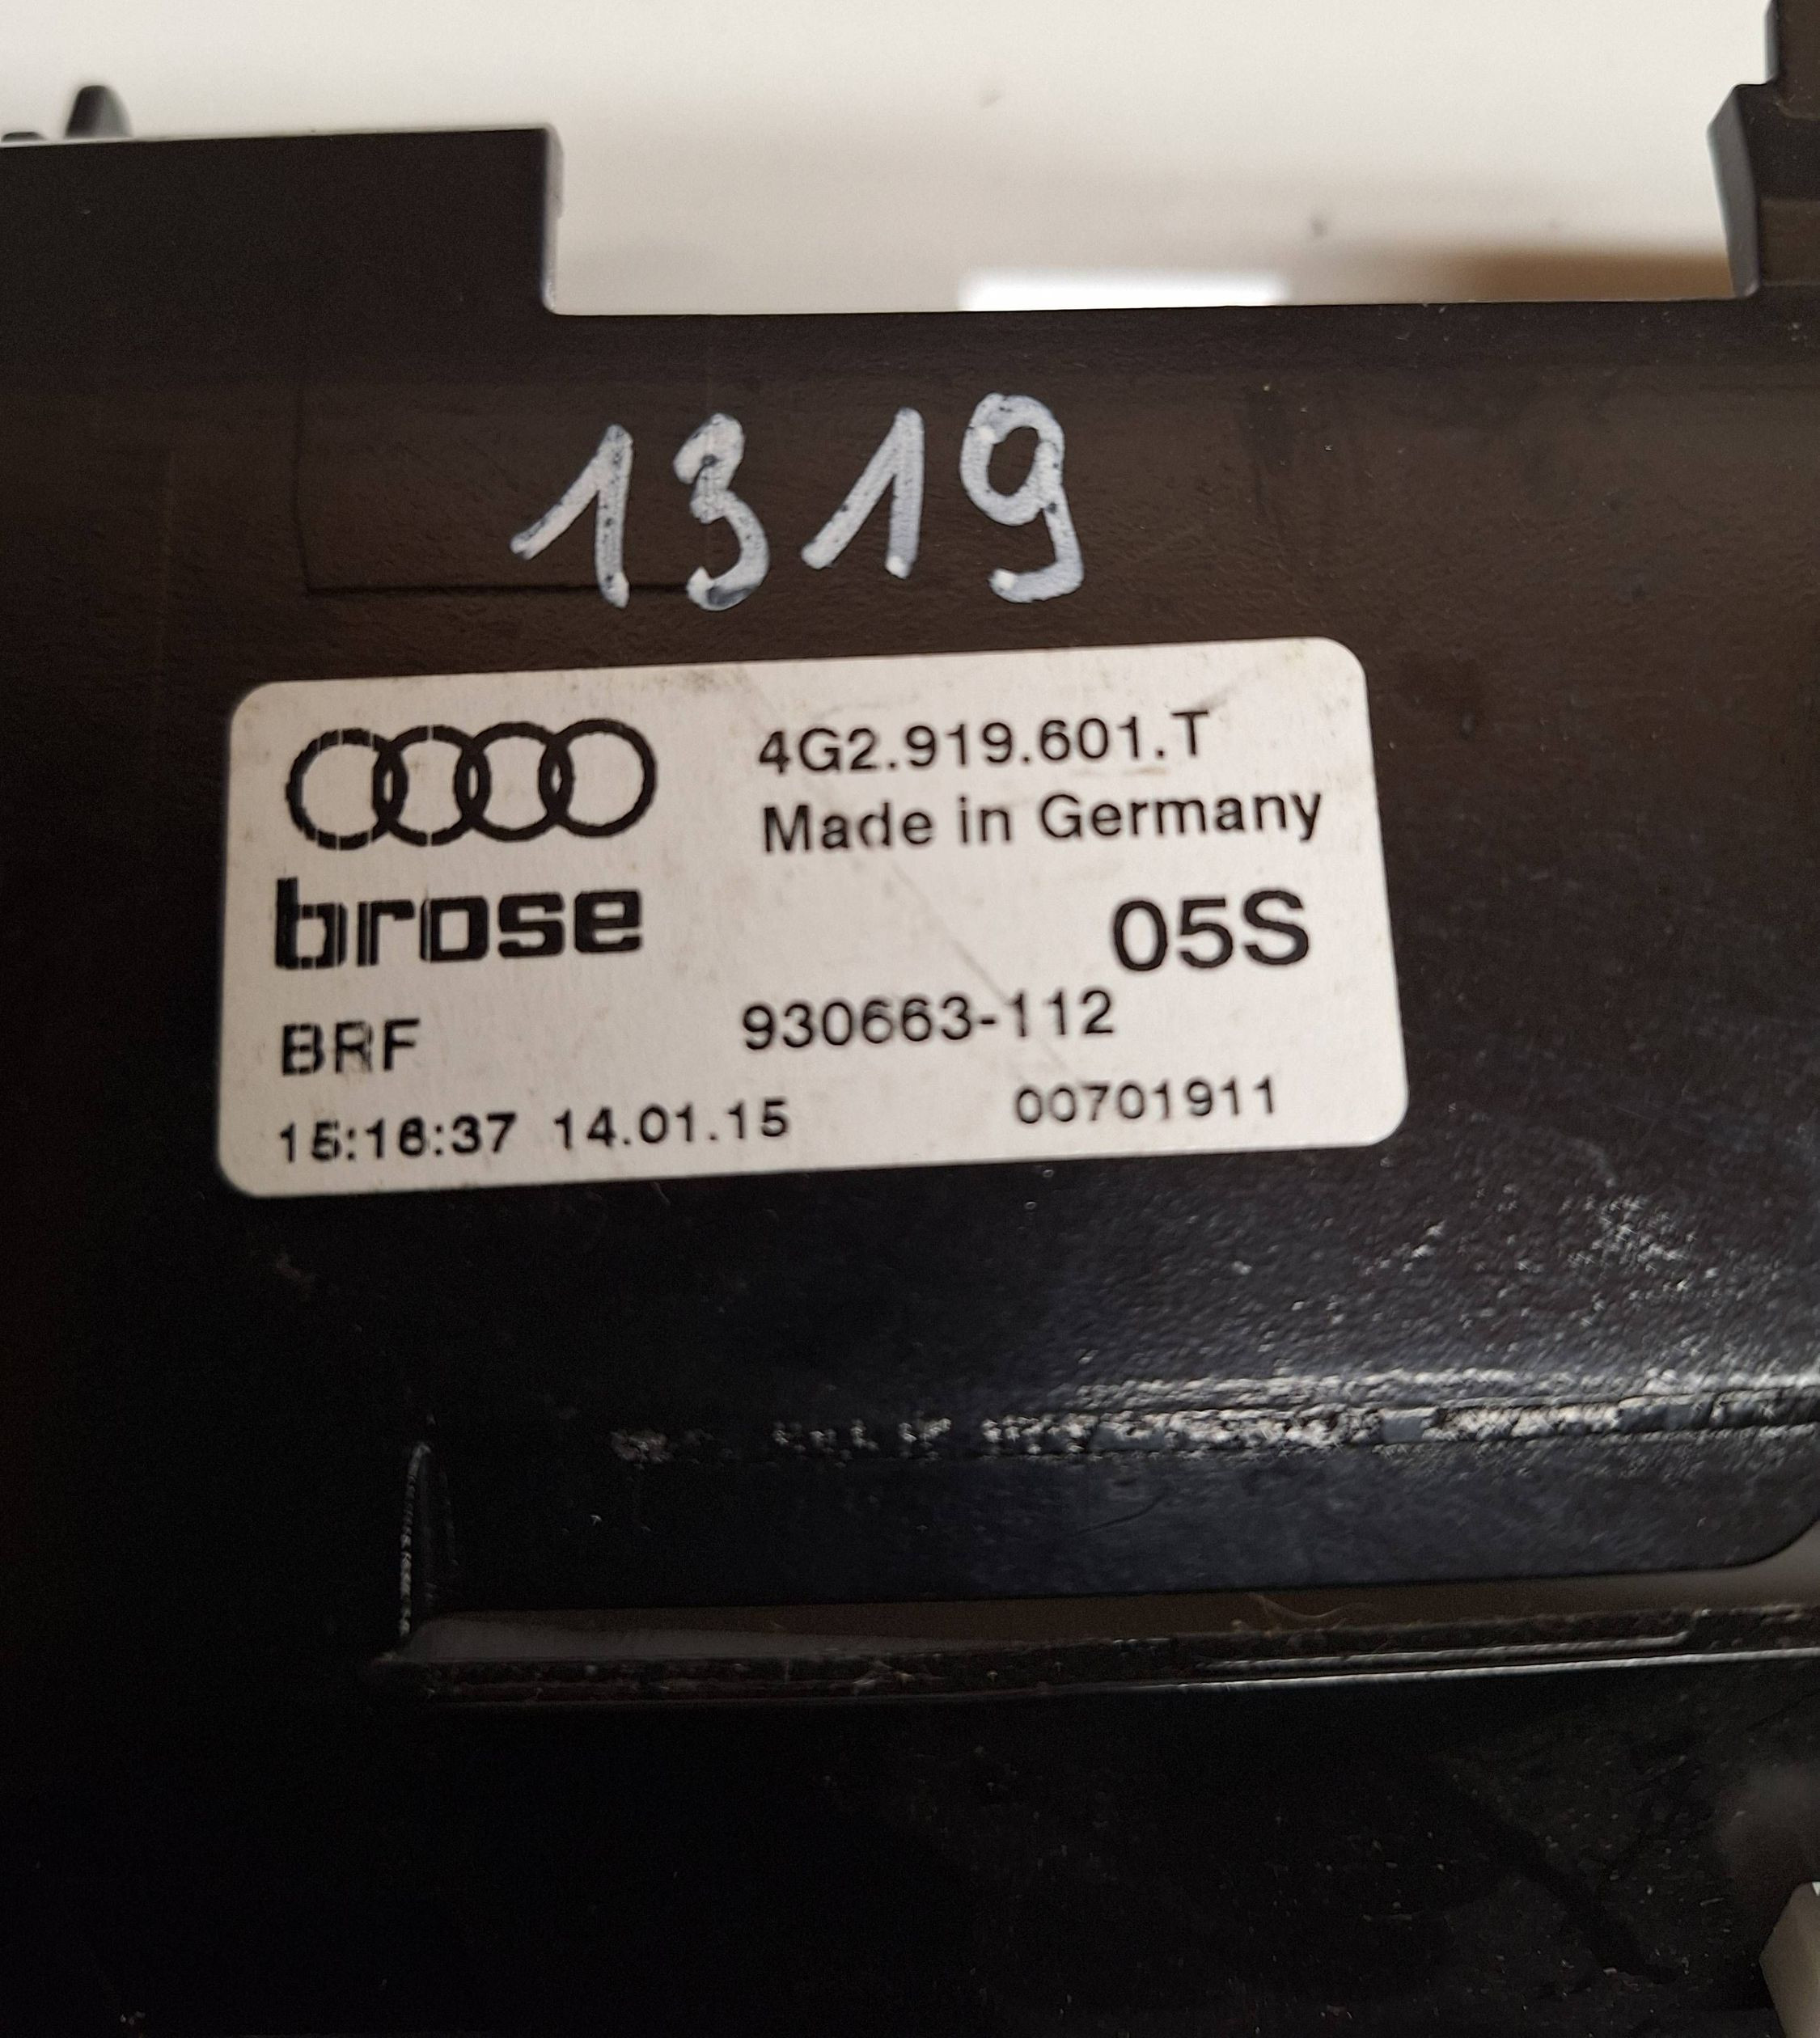 1319
4G2.919.601.T
Made in Germany
brose
05S
BRF 930663-112
15:16:37 14.01.15 00701911